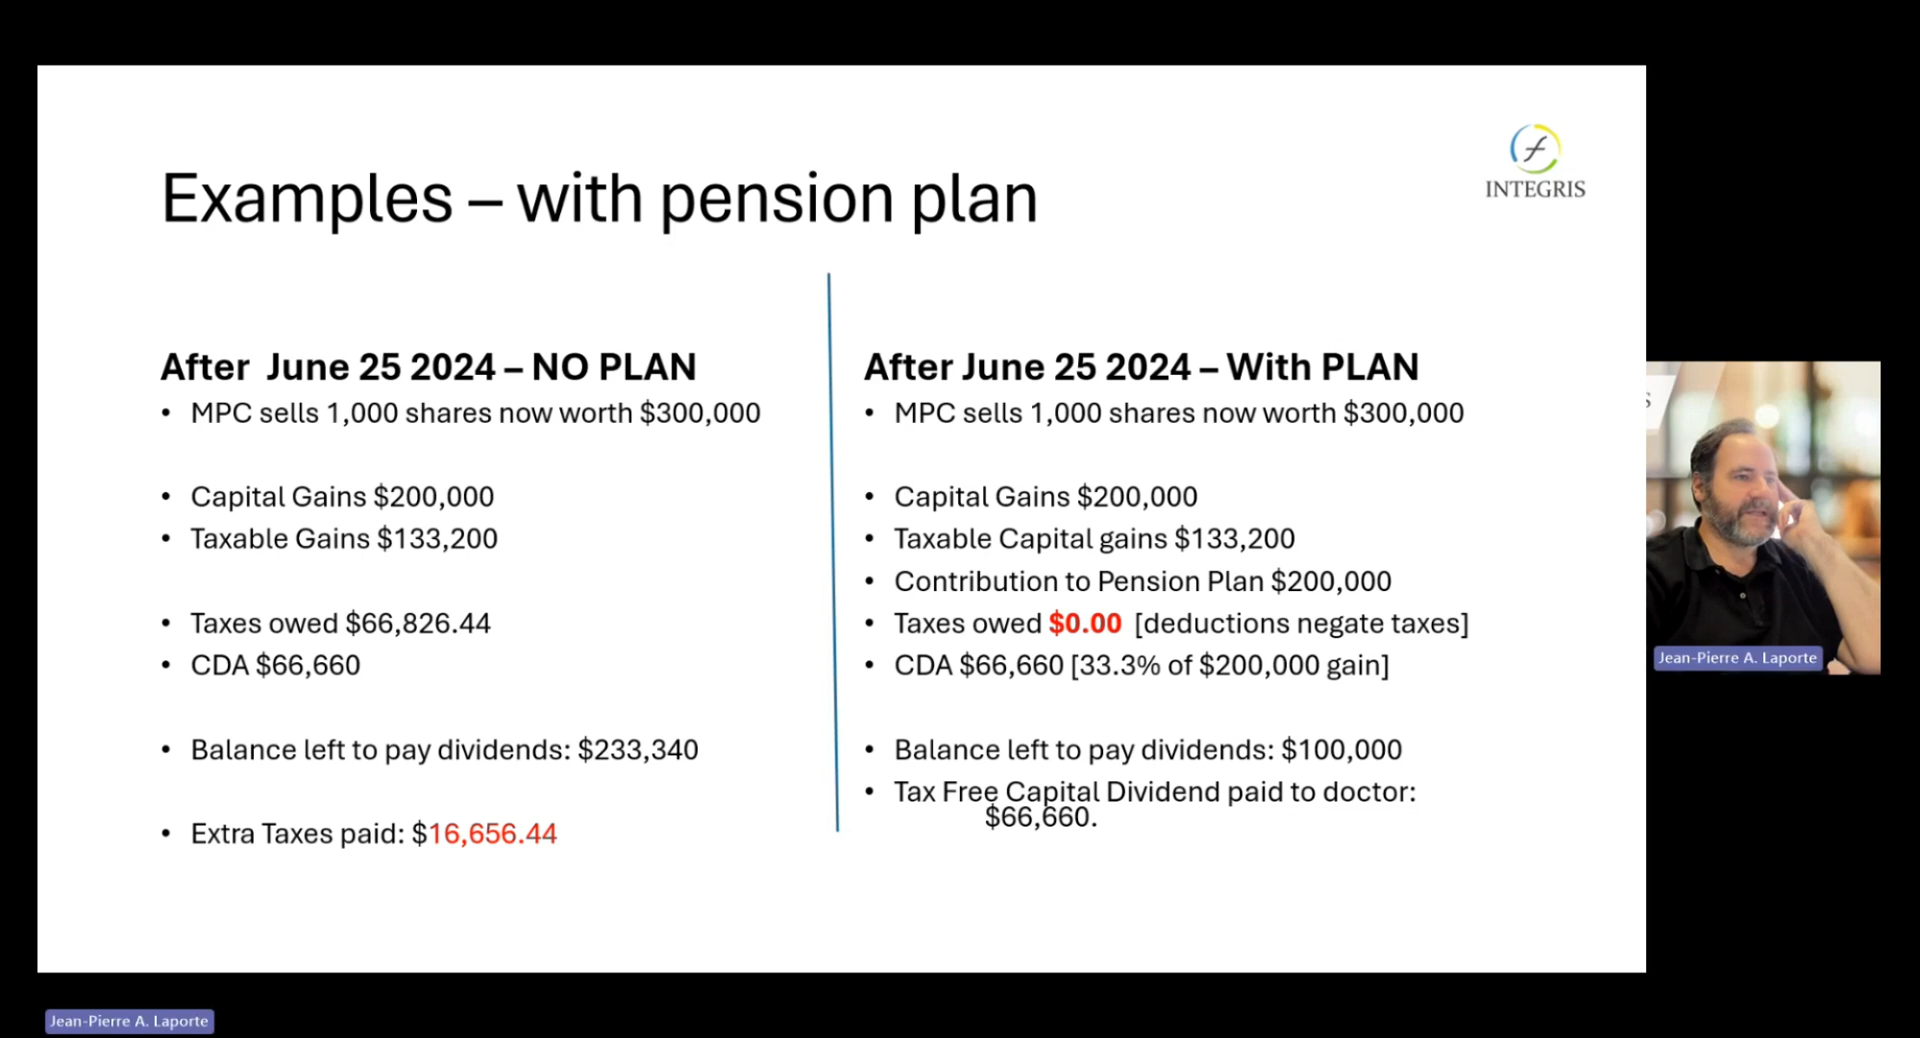 Examples – with pension plan
INTEGRIS
After June 25 2024 – NO PLAN
• MPC sells 1,000 shares now worth $300,000
• Capital Gains $200,000
• Taxable Gains $133,200
• Taxes owed $66,826.44
• CDA $66,660
• Balance left to pay dividends: $233,340
• Extra Taxes paid: $16,656.44
After June 25 2024 – With PLAN
• MPC sells 1,000 shares now worth $300,000
• Capital Gains $200,000
• Taxable Capital gains $133,200
• Contribution to Pension Plan $200,000
• Taxes owed $0.00 [deductions negate taxes]
• CDA $66,660 [33.3% of $200,000 gain]
• Balance left to pay dividends: $100,000
• Tax Free Capital Dividend paid to doctor:
$66,660.
S
Jean-Pierre A. Laporte
Jean-Pierre A. Laporte